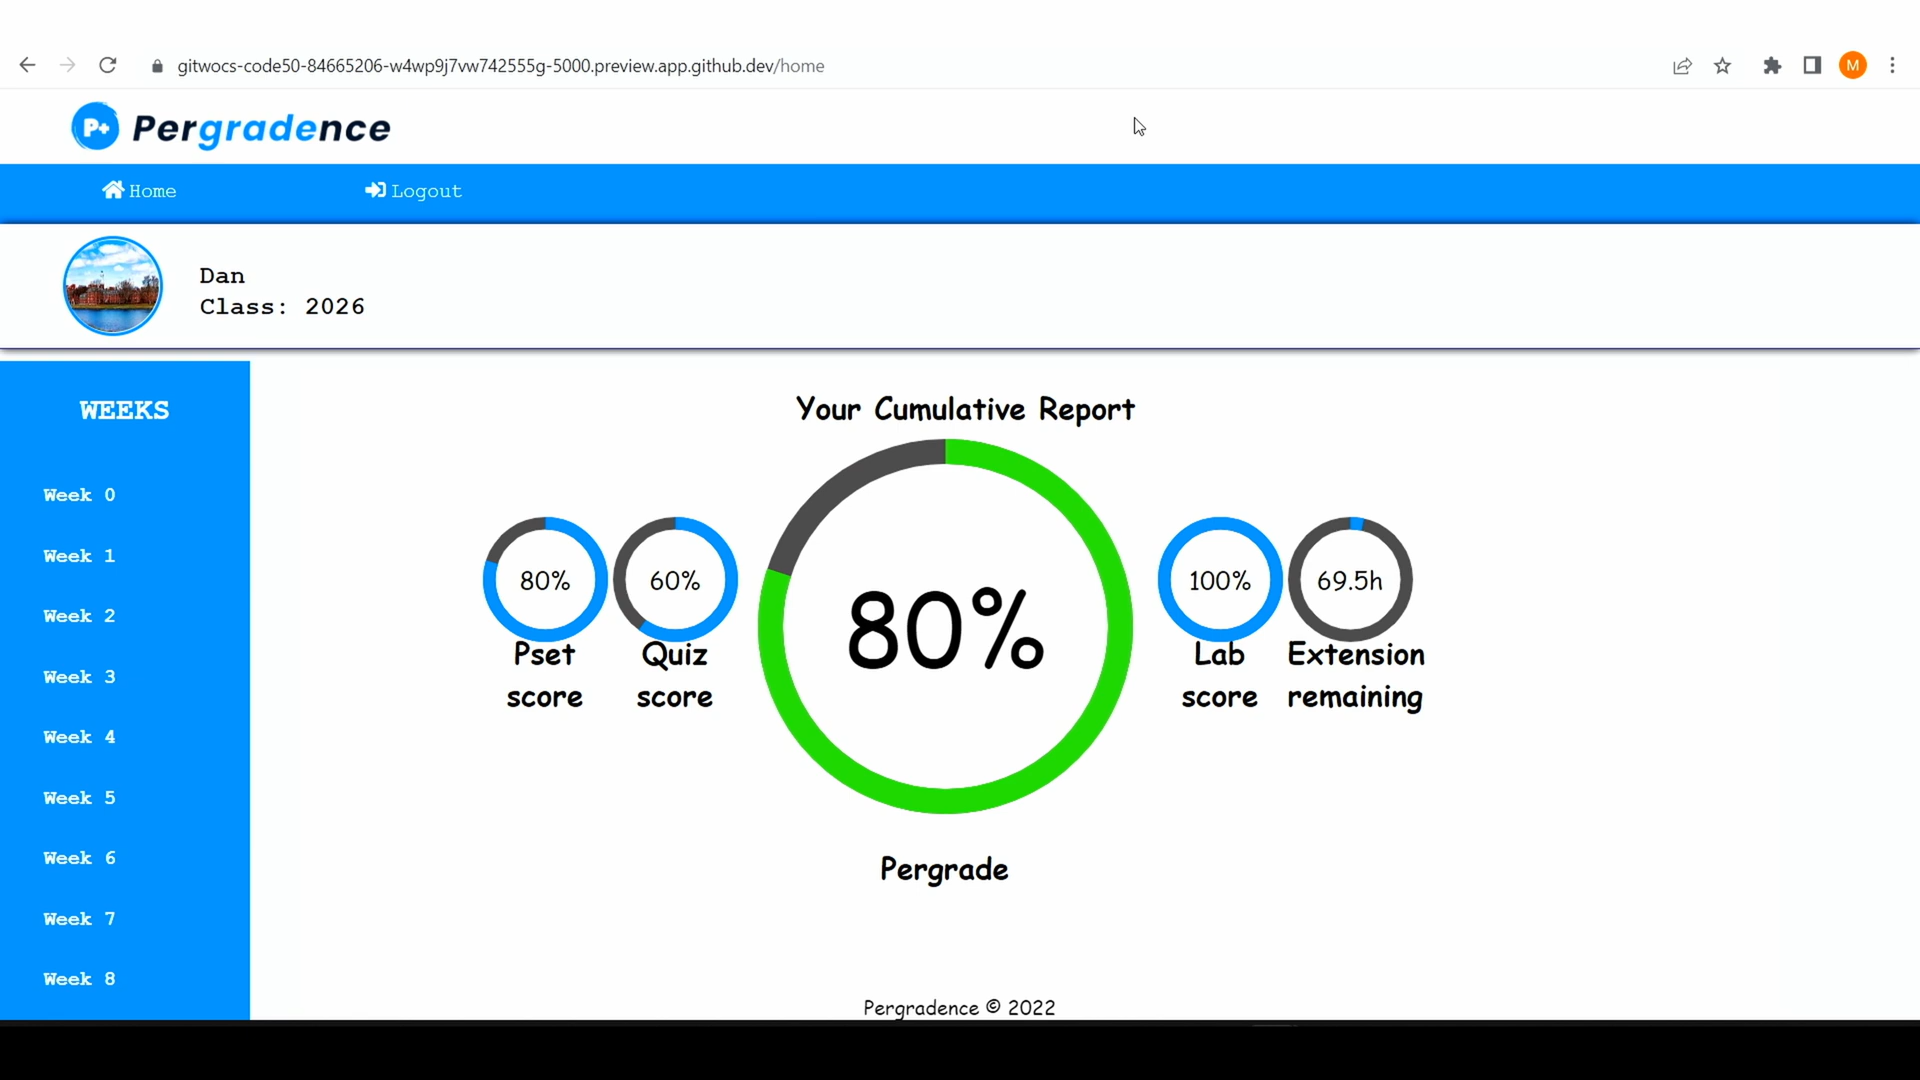 gitwocs-code50-84665206-w4wp9j7vw742555g-5000.preview.app.github.dev/home
M
P+ Pergradence
Home Logout
Dan
Class: 2026
WEEKS
Week 0
Week 1
Week 2
Week 3
Week 4
Week 5
Week 6
Week 7
Week 8
Your Cumulative Report
80%
Pset
score
60%
Quiz
score
80%
Pergrade
100%
Lab
score
69.5h
Extension
remaining
Pergradence © 2022